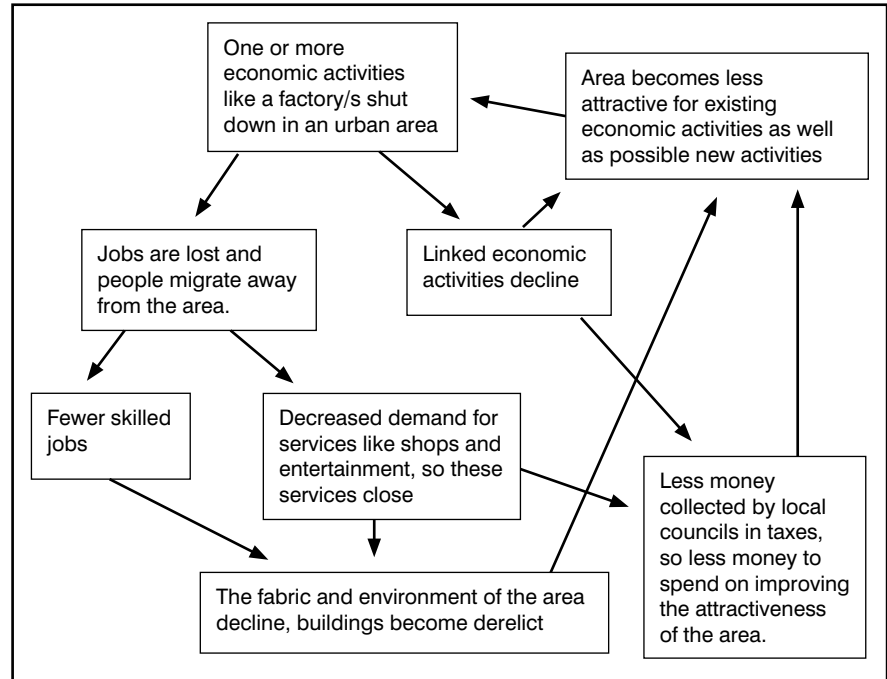 One or more
economic activities
like a factory/s shut
down in an urban area
Area becomes less
attractive for existing
economic activities as well
as possible new activities
Jobs are lost and
people migrate away
from the area.
Linked economic
activities decline
Fewer skilled
jobs
Decreased demand for
services like shops and
entertainment, so these
services close
Less money
collected by local
councils in taxes,
so less money to
spend on improving
the attractiveness
of the area.
The fabric and environment of the area
decline, buildings become derelict